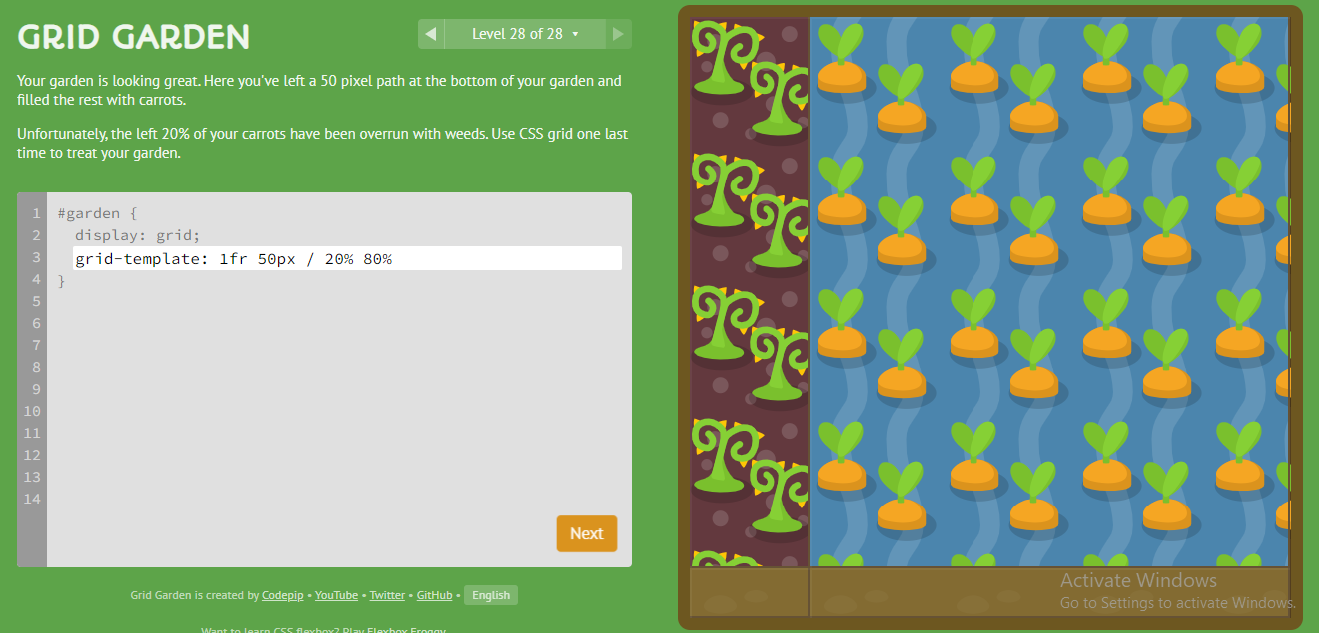 GRID GARDEN
Level 28 of 28
Your garden is looking great. Here you've left a 50 pixel path at the bottom of your garden and
filled the rest with carrots.
Unfortunately, the left 20% of your carrots have been overrun with weeds. Use CSS grid one last
time to treat your garden.
1 #garden {
2 display: grid;
3 grid-template: 1fr 50px / 20% 80%
4 }
5
6
7
8
9
10
11
12
13
14
Next
Grid Garden is created by Codepip • YouTube • Twitter • GitHub • English
Want to learn CSS flexbox? Play Flexbox Froggy.
Activate Windows
Go to Settings to activate Windows.